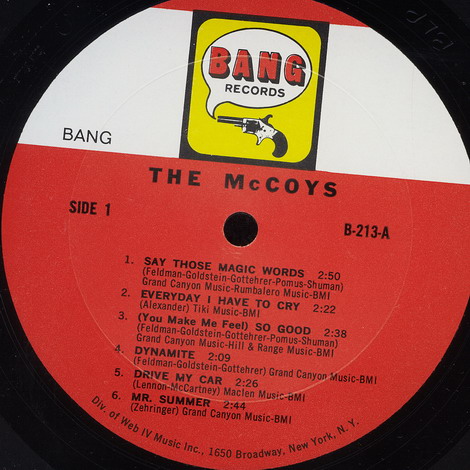 BANG
RECORDS
BANG
THE McCOYS
SIDE 1
B-213-A
1. SAY THOSE MAGIC WORDS 2:50
(Feldman-Goldstein-Gottehrer-Pomus-Shuman)
Grand Canyon Music-Rumbalero Music-BMI
2. EVERYDAY I HAVE TO CRY 2:22
(Alexander) Tiki Music-BMI
3. (You Make Me Feel) SO GOOD 2:38
(Feldman-Goldstein-Gottehrer-Pomus-Shuman)
Grand Canyon Music-Hill & Range Music-BMI
4. DYNAMITE 2:09
(Feldman-Goldstein-Gottehrer) Grand Canyon Music-BMI
5. DRIVE MY CAR 2:26
(Lennon-McCartney) Maclen Music-BMI
6. MR. SUMMER 2:44
(Zehringer) Grand Canyon Music-BMI
Div. of Web IV Music Inc., 1650 Broadway, New York, N. Y.